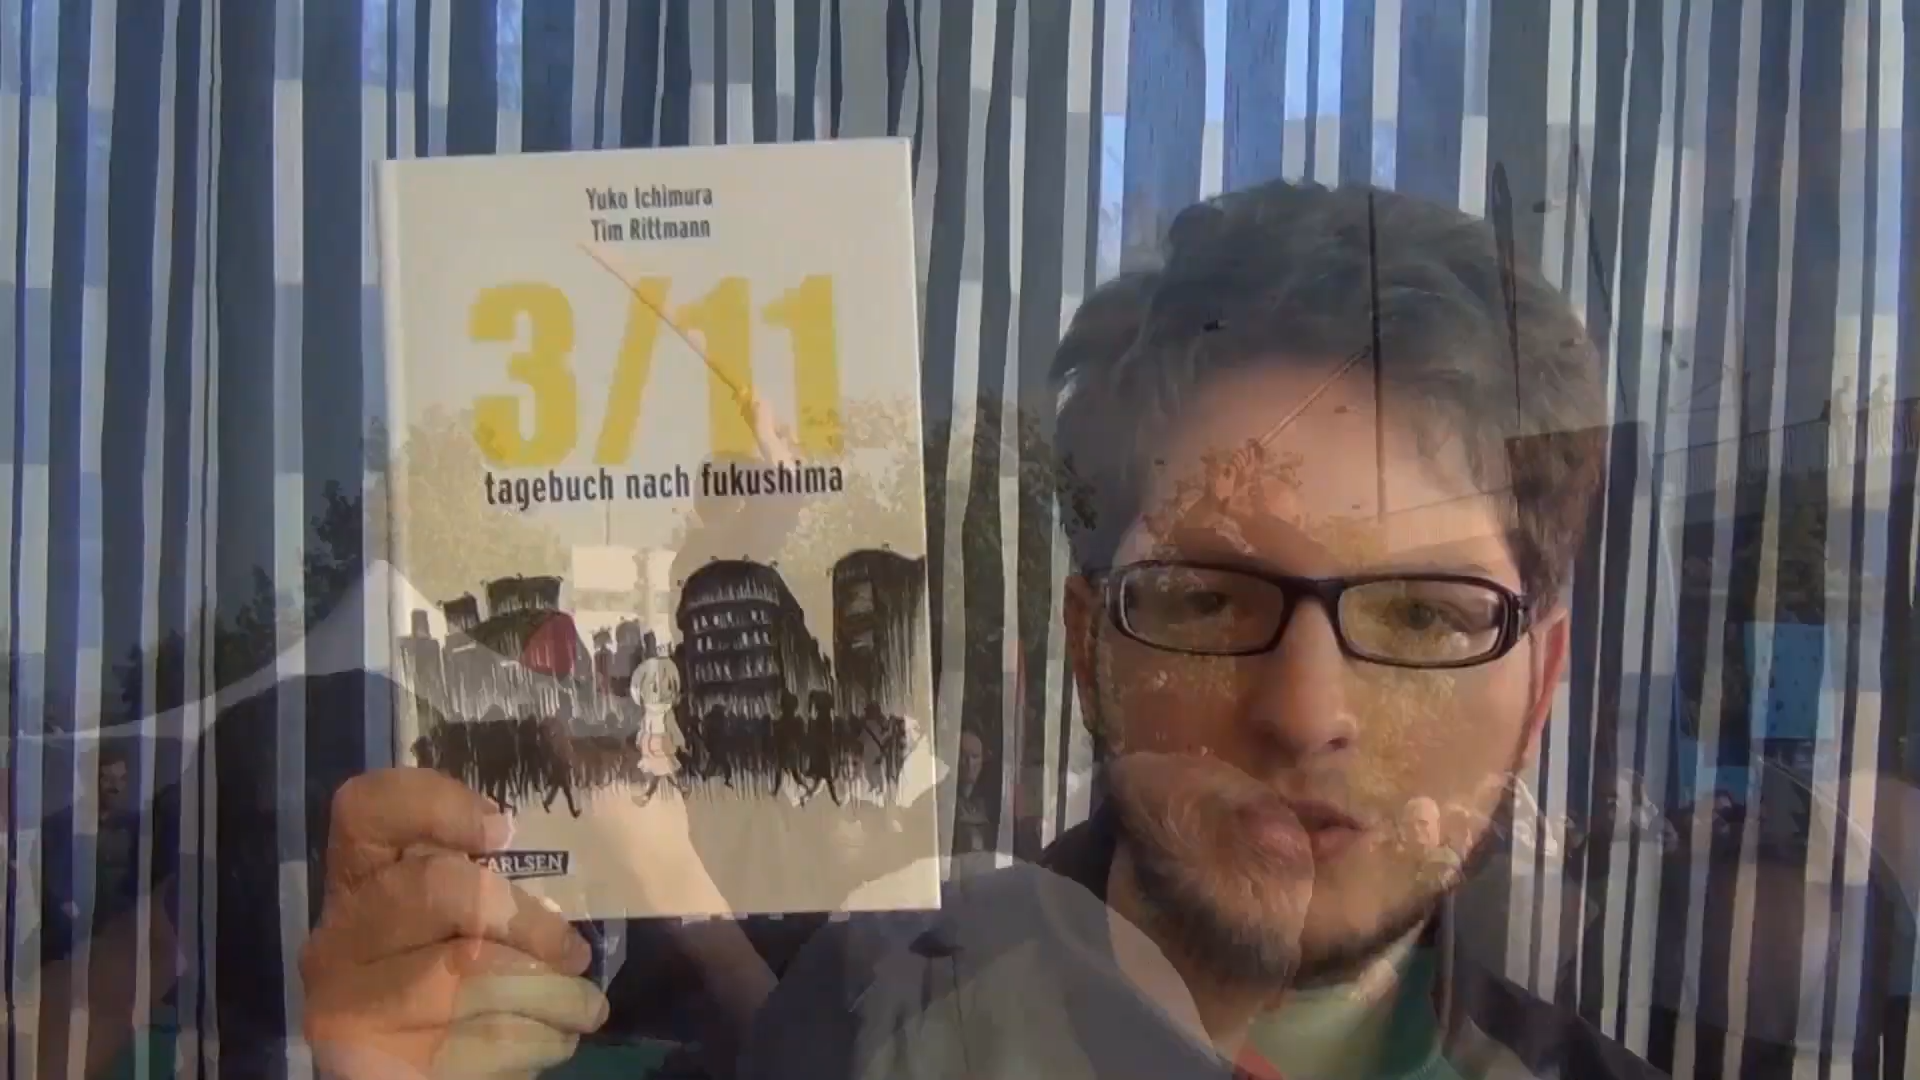 Yuko Ichimura
Tim Rittmann
3/11
tagebuch nach fukushima
CARLSEN